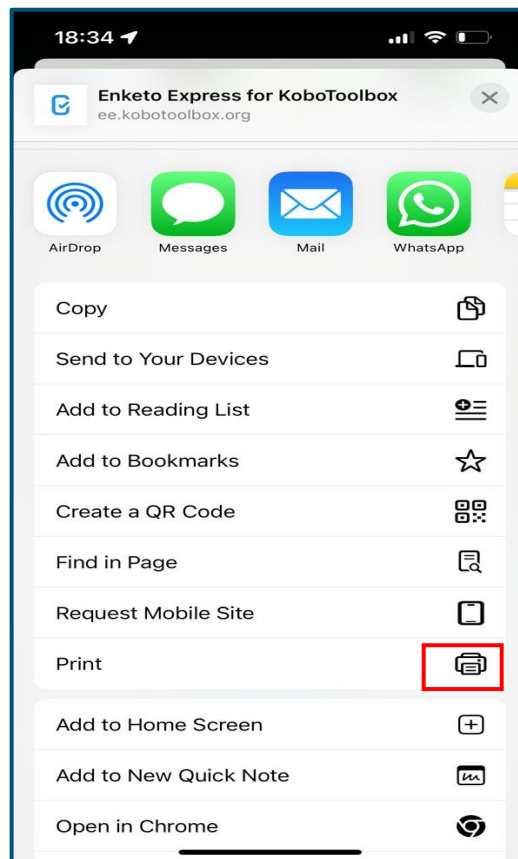 18:34
Enketo Express for KoboToolbox
ee.kobotoolbox.org
AirDrop
Messages
Mail
WhatsApp
Copy
Send to Your Devices
Add to Reading List
Add to Bookmarks
Create a QR Code
Find in Page
Request Mobile Site
Print
Add to Home Screen
Add to New Quick Note
Open in Chrome